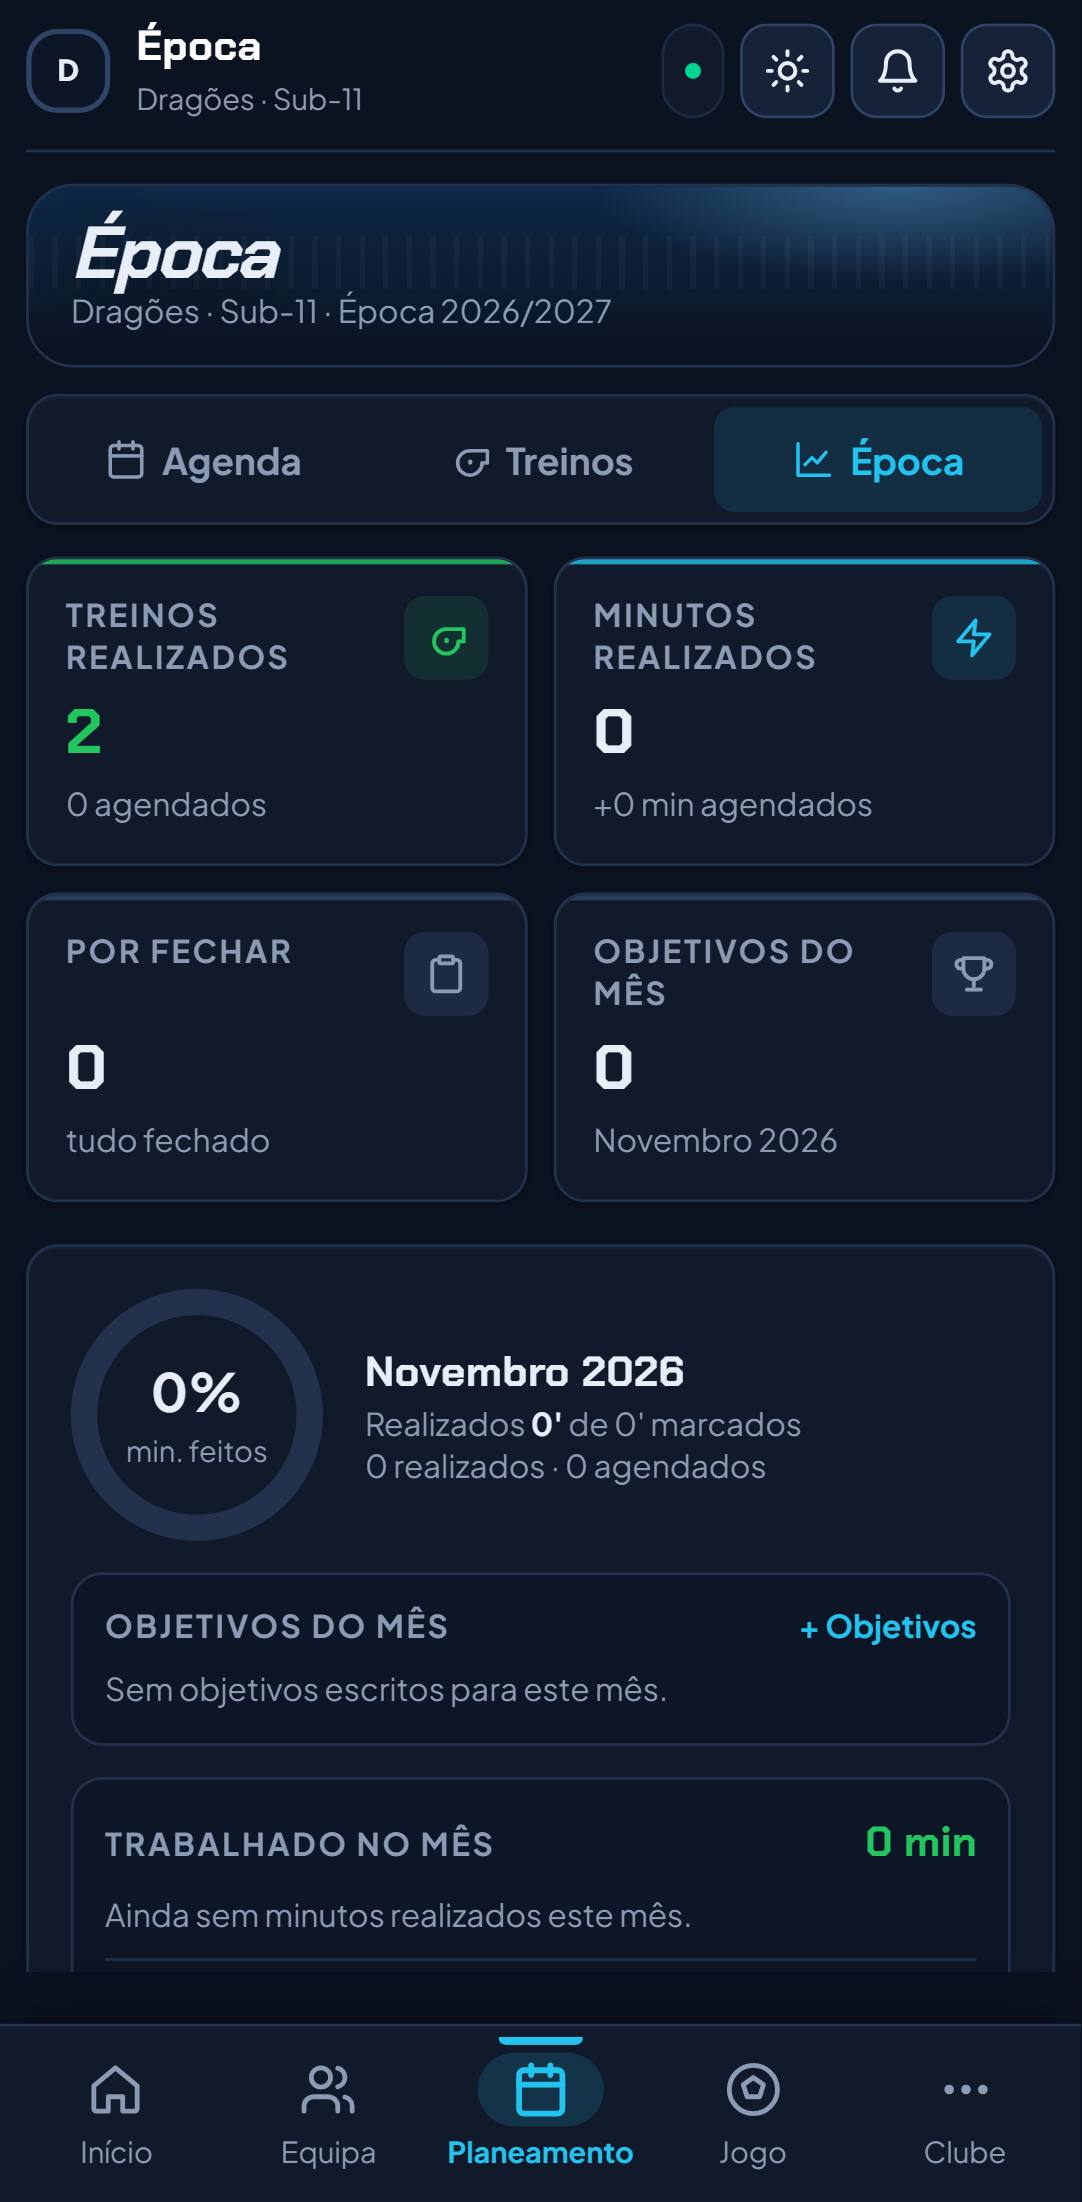 D
Época
Dragões · Sub-11
Época
Dragões · Sub-11 · Época 2026/2027
Agenda
Treinos
Época
TREINOS
REALIZADOS
2
0 agendados
MINUTOS
REALIZADOS
0
+0 min agendados
POR FECHAR
0
tudo fechado
OBJETIVOS DO
MÊS
0
Novembro 2026
0%
min. feitos
Novembro 2026
Realizados 0' de 0' marcados
0 realizados · 0 agendados
OBJETIVOS DO MÊS
+ Objetivos
Sem objetivos escritos para este mês.
TRABALHADO NO MÊS
0 min
Ainda sem minutos realizados este mês.
Início
Equipa
Planeamento
Jogo
Clube